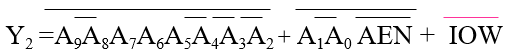 Y₂ = A₉A₈A₇A₆A₅A₄A₃A₂ + A₁A₀ AEN + IOW